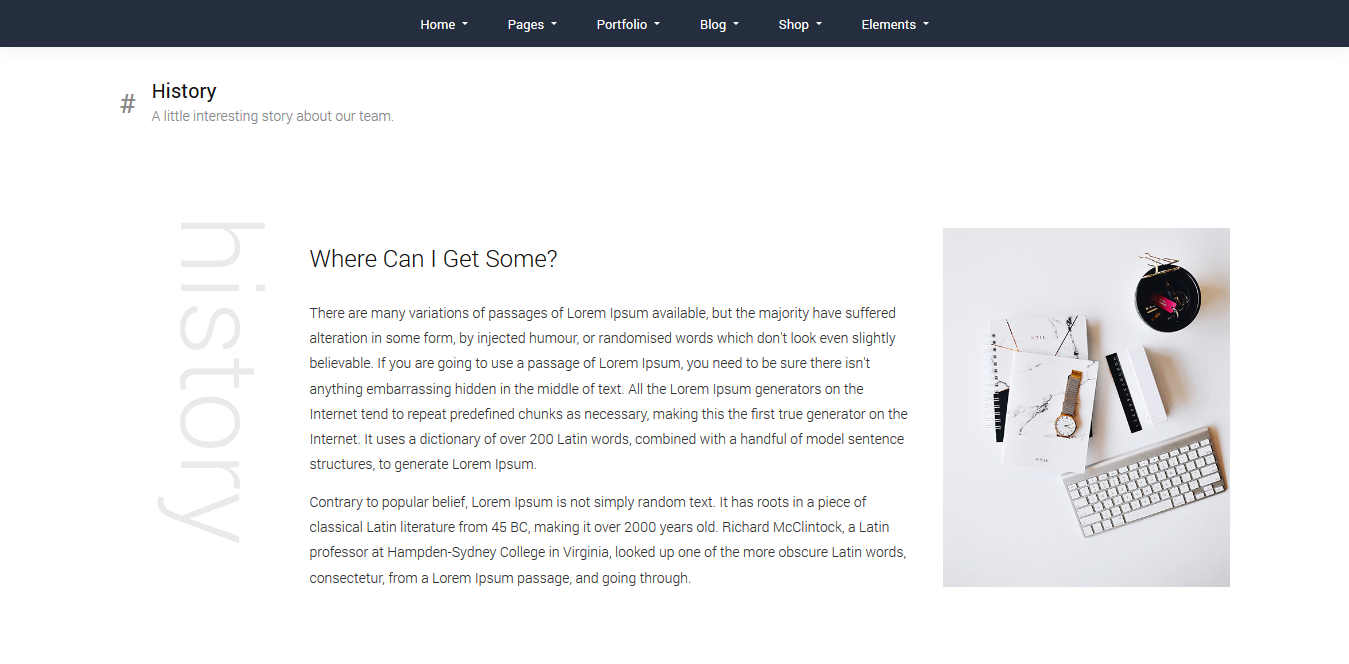 Home Pages Portfolio Blog Shop Elements
#
History
A little interesting story about our team.
history
Where Can I Get Some?
There are many variations of passages of Lorem Ipsum available, but the majority have suffered
alteration in some form, by injected humour, or randomised words which don't look even slightly
believable. If you are going to use a passage of Lorem Ipsum, you need to be sure there isn't
anything embarrassing hidden in the middle of text. All the Lorem Ipsum generators on the
Internet tend to repeat predefined chunks as necessary, making this the first true generator on the
Internet. It uses a dictionary of over 200 Latin words, combined with a handful of model sentence
structures, to generate Lorem Ipsum.
Contrary to popular belief, Lorem Ipsum is not simply random text. It has roots in a piece of
classical Latin literature from 45 BC, making it over 2000 years old. Richard McClintock, a Latin
professor at Hampden-Sydney College in Virginia, looked up one of the more obscure Latin words,
consectetur, from a Lorem Ipsum passage, and going through.